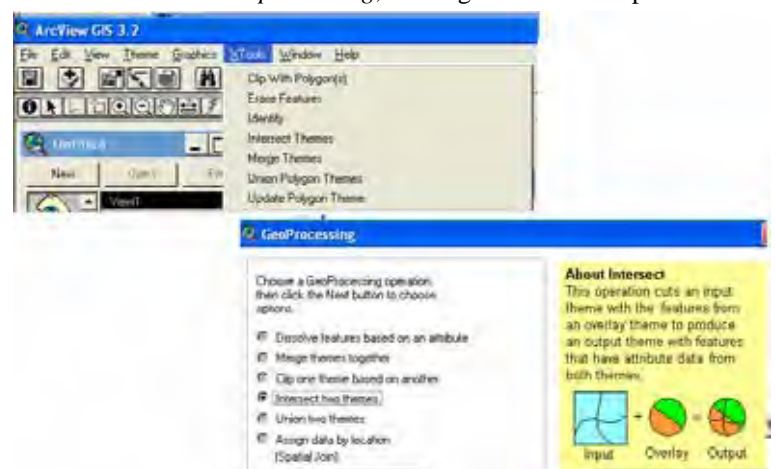 ArcView GIS 3.2
File Edit View Theme Graphics XTools Window Help
Clip With Polygon(s)
Erase Features
Identity
Intersect Themes
Merge Themes
Union Polygon Themes
Update Polygon Theme
Untitled
New Open
View1
GeoProcessing
Choose a GeoProcessing operation,
then click the Next button to choose
options.
Dissolve features based on an attribute
Merge themes together
Clip one theme based on another
Intersect two themes
Union two themes
Assign data by location
(Spatial Join)
About Intersect
This operation cuts an input
theme with the features from
an overlay theme to produce
an output theme with features
that have attribute data from
both themes.
Input Overlay Output